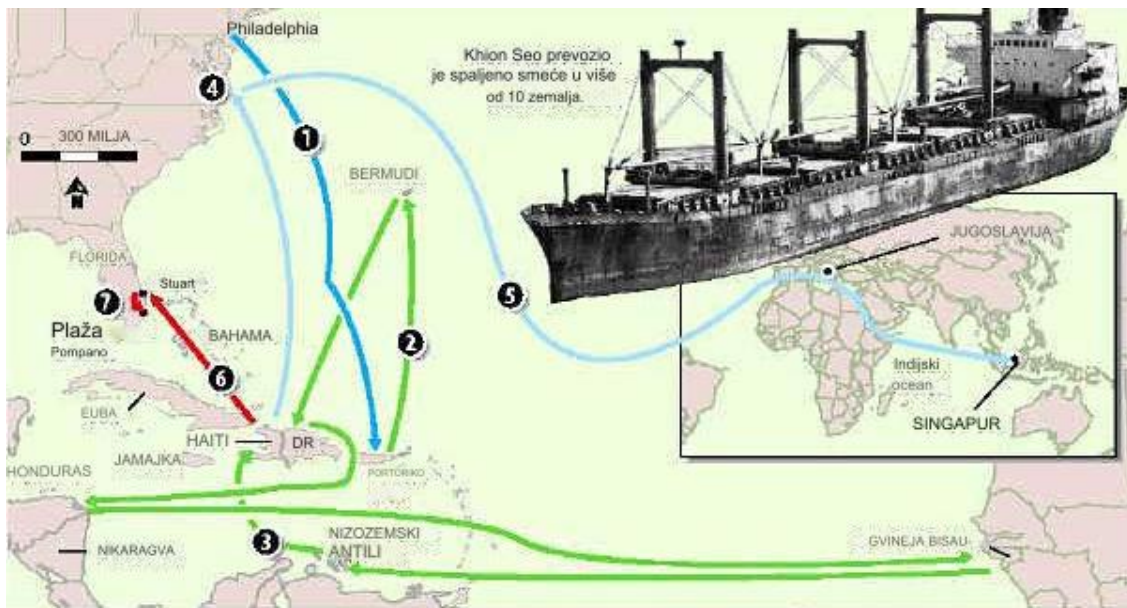 Philadelphia
Khion Seo prevozio
je spaljeno smeće u više
od 10 zemalja.
4
1
0
300 MILJA
N
BERMUDI
JUGOSLAVIJA
FLORIDA
Stuart
7
5
Plaža
Pompano
BAHAMA
2
6
Indijski
ocean
EUBA
SINGAPUR
HAITI
DR
JAMAJKA
PORTORIKO
HONDURAS
3
NIZOZEMSKI
ANTILI
NIKARAGVA
GVINEJA BISAU